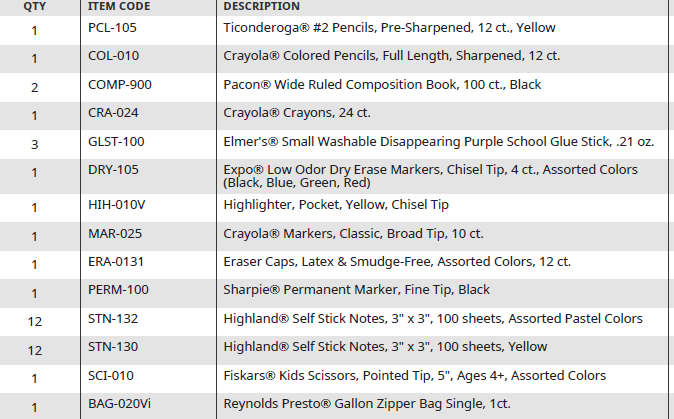 QTY ITEM CODE DESCRIPTION
1 PCL-105 Ticonderoga® #2 Pencils, Pre-Sharpened, 12 ct., Yellow
1 COL-010 Crayola® Colored Pencils, Full Length, Sharpened, 12 ct.
2 COMP-900 Pacon® Wide Ruled Composition Book, 100 ct., Black
1 CRA-024 Crayola® Crayons, 24 ct.
3 GLST-100 Elmer's® Small Washable Disappearing Purple School Glue Stick, .21 oz.
1 DRY-105 Expo® Low Odor Dry Erase Markers, Chisel Tip, 4 ct., Assorted Colors
(Black, Blue, Green, Red)
1 HIH-010V Highlighter, Pocket, Yellow, Chisel Tip
1 MAR-025 Crayola® Markers, Classic, Broad Tip, 10 ct.
1 ERA-0131 Eraser Caps, Latex & Smudge-Free, Assorted Colors, 12 ct.
1 PERM-100 Sharpie® Permanent Marker, Fine Tip, Black
12 STN-132 Highland® Self Stick Notes, 3" x 3", 100 sheets, Assorted Pastel Colors
12 STN-130 Highland® Self Stick Notes, 3" x 3", 100 sheets, Yellow
1 SCI-010 Fiskars® Kids Scissors, Pointed Tip, 5", Ages 4+, Assorted Colors
1 BAG-020Vi Reynolds Presto® Gallon Zipper Bag Single, 1ct.